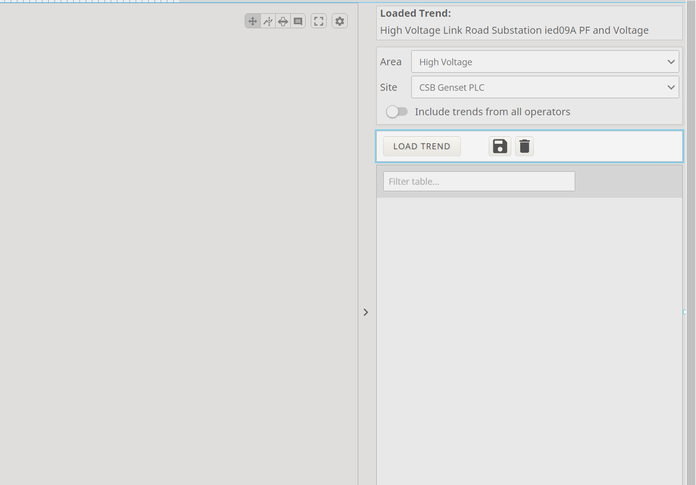 Loaded Trend:
High Voltage Link Road Substation ied09A PF and Voltage
Area High Voltage
Site CSB Genset PLC
Include trends from all operators
LOAD TREND
Filter table...